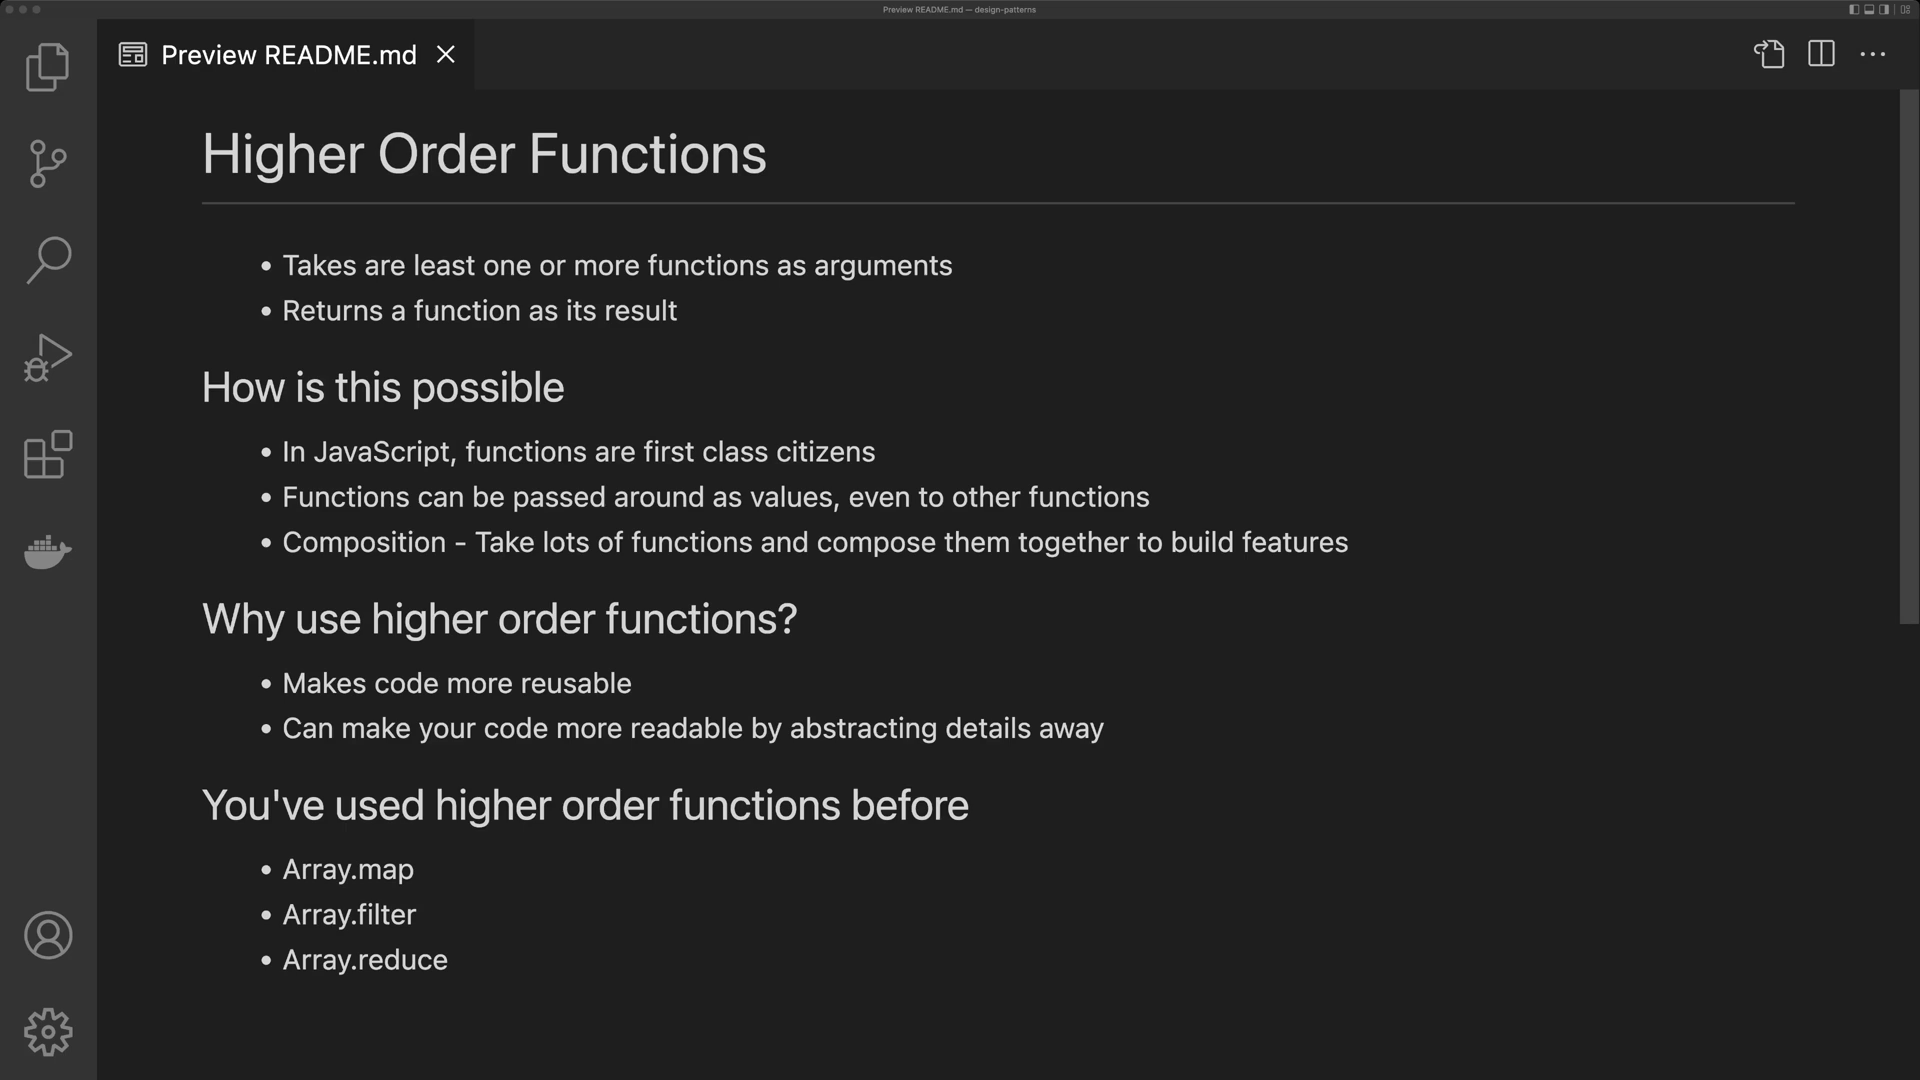 Preview README.md — design-patterns
Preview README.md
Higher Order Functions
• Takes are least one or more functions as arguments
• Returns a function as its result
How is this possible
• In JavaScript, functions are first class citizens
• Functions can be passed around as values, even to other functions
• Composition - Take lots of functions and compose them together to build features
Why use higher order functions?
• Makes code more reusable
• Can make your code more readable by abstracting details away
You've used higher order functions before
• Array.map
• Array.filter
• Array.reduce